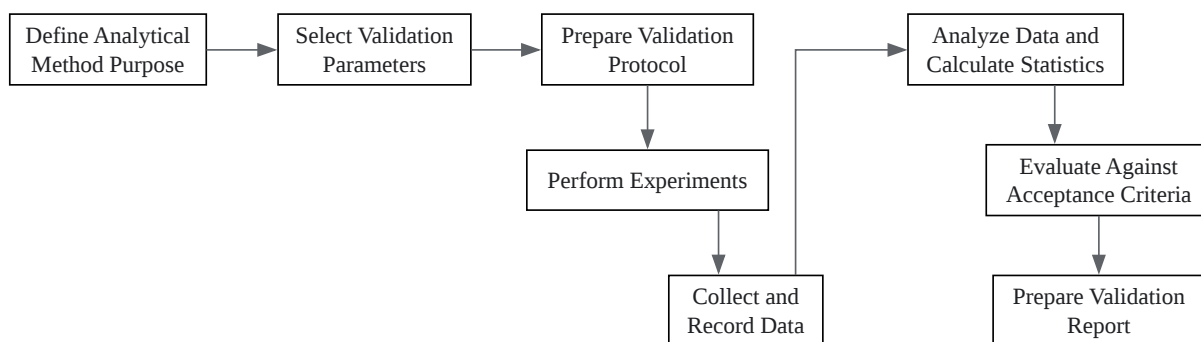 Define Analytical
Method Purpose
Select Validation
Parameters
Prepare Validation
Protocol
Perform Experiments
Collect and
Record Data
Analyze Data and
Calculate Statistics
Evaluate Against
Acceptance Criteria
Prepare Validation
Report